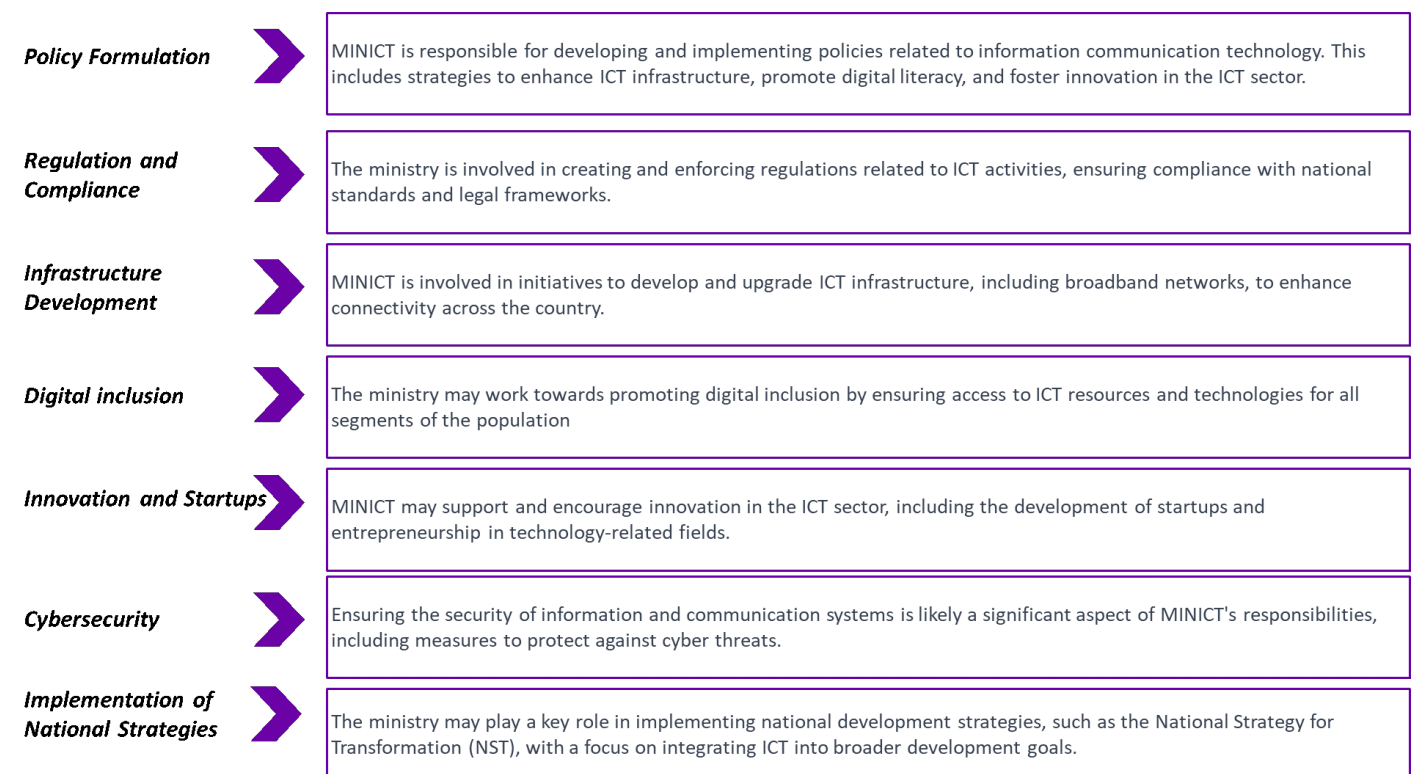 Policy Formulation
MINICT is responsible for developing and implementing policies related to information communication technology. This
includes strategies to enhance ICT infrastructure, promote digital literacy, and foster innovation in the ICT sector.
Regulation and
Compliance
The ministry is involved in creating and enforcing regulations related to ICT activities, ensuring compliance with national
standards and legal frameworks.
Infrastructure
Development
MINICT is involved in initiatives to develop and upgrade ICT infrastructure, including broadband networks, to enhance
connectivity across the country.
Digital inclusion
The ministry may work towards promoting digital inclusion by ensuring access to ICT resources and technologies for all
segments of the population
Innovation and Startups
MINICT may support and encourage innovation in the ICT sector, including the development of startups and
entrepreneurship in technology-related fields.
Cybersecurity
Ensuring the security of information and communication systems is likely a significant aspect of MINICT's responsibilities,
including measures to protect against cyber threats.
Implementation of
National Strategies
The ministry may play a key role in implementing national development strategies, such as the National Strategy for
Transformation (NST), with a focus on integrating ICT into broader development goals.